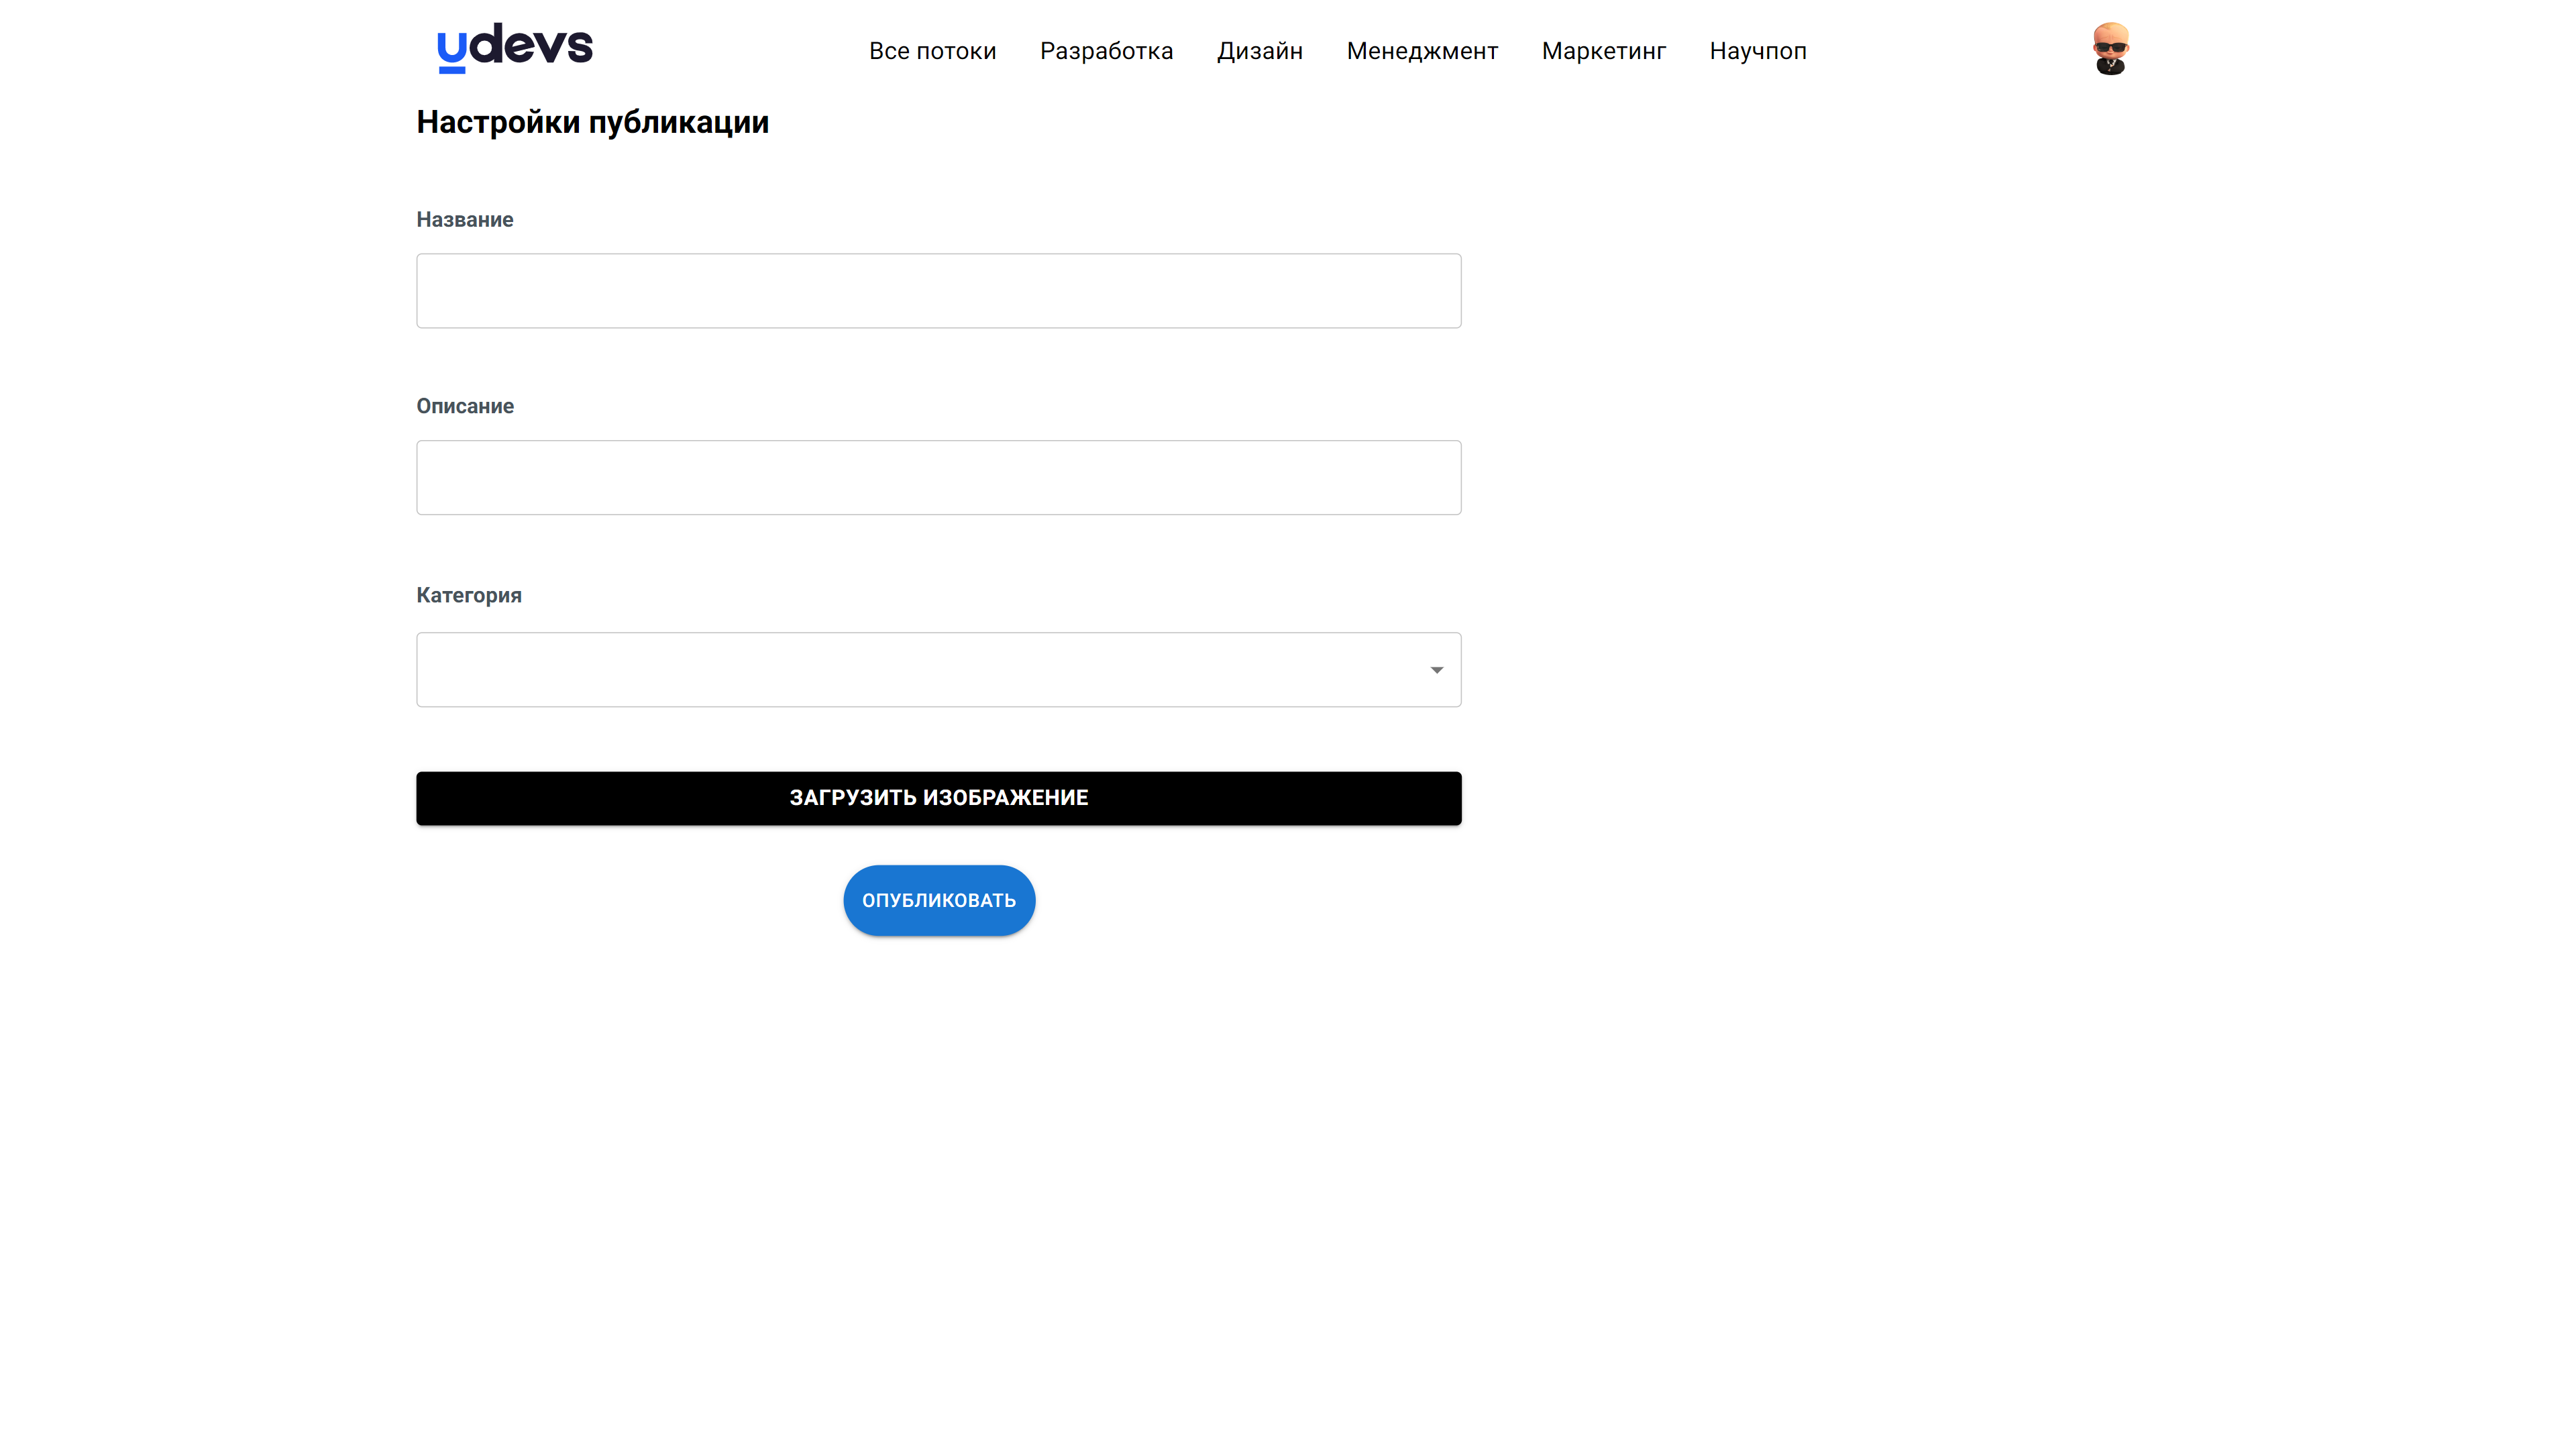 udevs
Все потоки Разработка Дизайн Менеджмент Маркетинг Научпоп
Настройки публикации
Название
Описание
Категория
ЗАГРУЗИТЬ ИЗОБРАЖЕНИЕ
ОПУБЛИКОВАТЬ